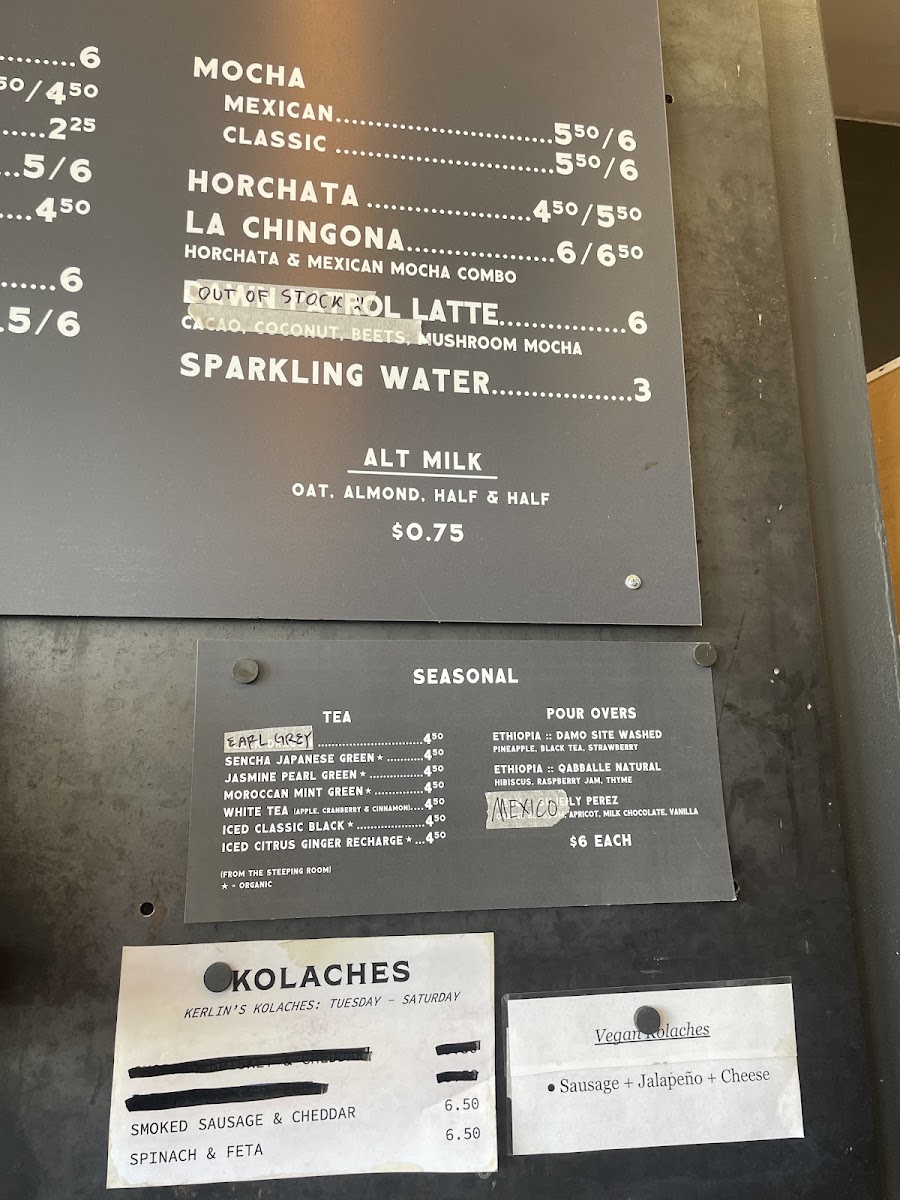 6
50/4⁵⁰
2²⁵
5/6
4⁵⁰
6
.5/6
MOCHA
MEXICAN 5⁵⁰/6
CLASSIC 5⁵⁰/6
HORCHATA 4⁵⁰/5⁵⁰
LA CHINGONA 6/6⁵⁰
HORCHATA & MEXICAN MOCHA COMBO
OUT OF STOCK :(
LATTE 6
CACAO, COCONUT, BEETS, MUSHROOM MOCHA
SPARKLING WATER 3
ALT MILK
OAT, ALMOND, HALF & HALF
$0.75
SEASONAL
TEA
EARL GREY 4⁵⁰
SENCHA JAPANESE GREEN★ 4⁵⁰
JASMINE PEARL GREEN★ 4⁵⁰
MOROCCAN MINT GREEN★ 4⁵⁰
WHITE TEA (APPLE, CRANBERRY & CINNAMON) 4⁵⁰
ICED CLASSIC BLACK★ 4⁵⁰
ICED CITRUS GINGER RECHARGE★ 4⁵⁰
(FROM THE STEEPING ROOM)
★ - ORGANIC
POUR OVERS
ETHIOPIA :: DAMO SITE WASHED
PINEAPPLE, BLACK TEA, STRAWBERRY
ETHIOPIA :: QABBALLE NATURAL
HIBISCUS, RASPBERRY JAM, THYME
MEXICO PEREZ
APRICOT, MILK CHOCOLATE, VANILLA
$6 EACH
KOLACHES
KERLIN'S KOLACHES: TUESDAY - SATURDAY
SMOKED SAUSAGE & CHEDDAR 6.50
SPINACH & FETA 6.50
Vegan Kolaches
• Sausage + Jalapeño + Cheese